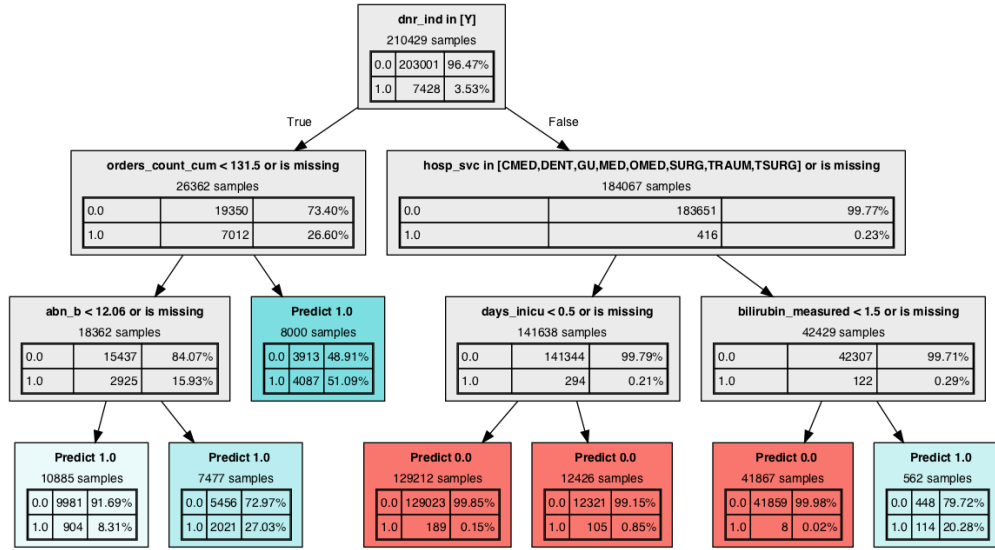 dnr_ind in [Y]
210429 samples
0.0 203001 96.47%
1.0 7428 3.53%
True
False
orders_count_cum < 131.5 or is missing
26362 samples
0.0 19350 73.40%
1.0 7012 26.60%
hosp_svc in [CMED,DENT,GU,MED,OMED,SURG,TRAUM,TSURG] or is missing
184067 samples
0.0 183651 99.77%
1.0 416 0.23%
abn_b < 12.06 or is missing
18362 samples
0.0 15437 84.07%
1.0 2925 15.93%
Predict 1.0
8000 samples
0.0 3913 48.91%
1.0 4087 51.09%
days_inicu < 0.5 or is missing
141638 samples
0.0 141344 99.79%
1.0 294 0.21%
bilirubin_measured < 1.5 or is missing
42429 samples
0.0 42307 99.71%
1.0 122 0.29%
Predict 1.0
10885 samples
0.0 9981 91.69%
1.0 904 8.31%
Predict 1.0
7477 samples
0.0 5456 72.97%
1.0 2021 27.03%
Predict 0.0
129212 samples
0.0 129023 99.85%
1.0 189 0.15%
Predict 0.0
12426 samples
0.0 12321 99.15%
1.0 105 0.85%
Predict 0.0
41867 samples
0.0 41859 99.98%
1.0 8 0.02%
Predict 1.0
562 samples
0.0 448 79.72%
1.0 114 20.28%